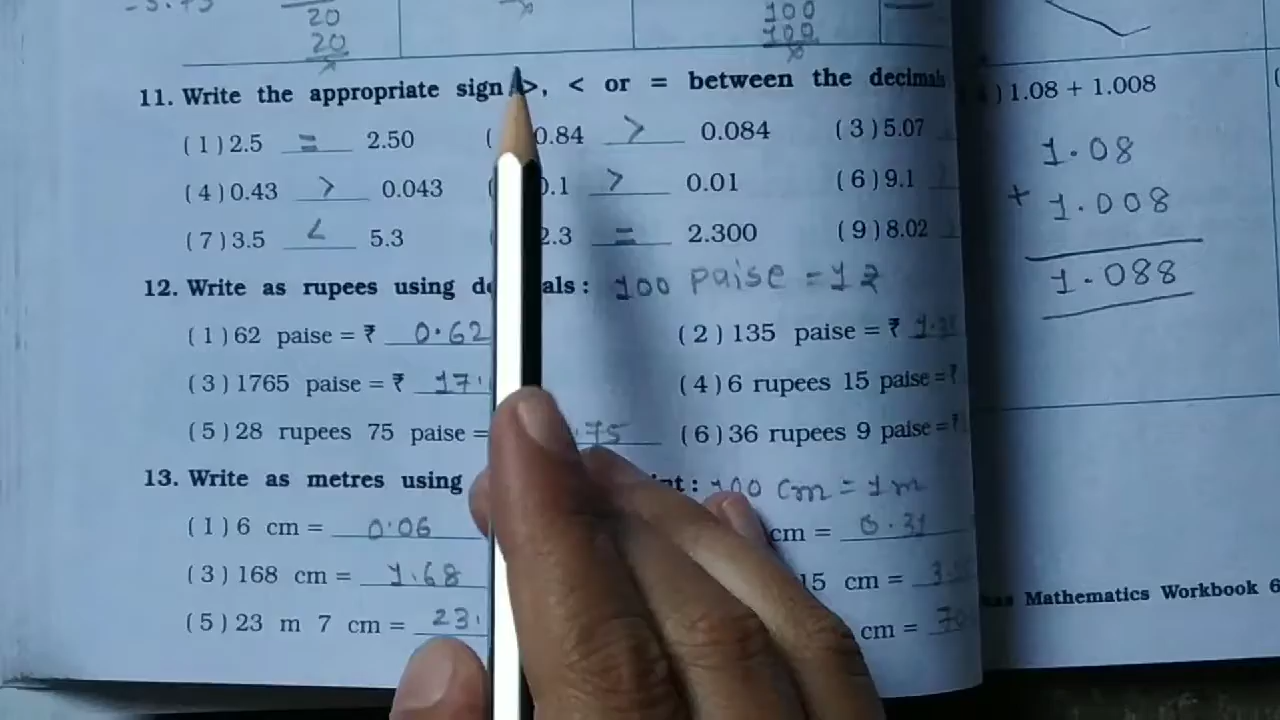 20
20
100
100
11. Write the appropriate sign >, < or = between the decimals
(1) 2.5 = 2.50 0.84 > 0.084 (3) 5.07
(4) 0.43 > 0.043 0.1 > 0.01 (6) 9.1
(7) 3.5 < 5.3 2.3 = 2.300 (9) 8.02
12. Write as rupees using 100 paise = 1₹
(1) 62 paise = ₹ 0.62 (2) 135 paise = ₹
(3) 1765 paise = ₹ 17. (4) 6 rupees 15 paise = ₹
(5) 28 rupees 75 paise = .75 (6) 36 rupees 9 paise = ₹
13. Write as metres using 100 cm = 1m
(1) 6 cm = 0.06 cm = 0.31
(3) 168 cm = 1.68 15 cm =
(5) 23 m 7 cm = 23. cm =
) 1.08 + 1.008
1.08
+ 1.008
1.088
Mathematics Workbook 6